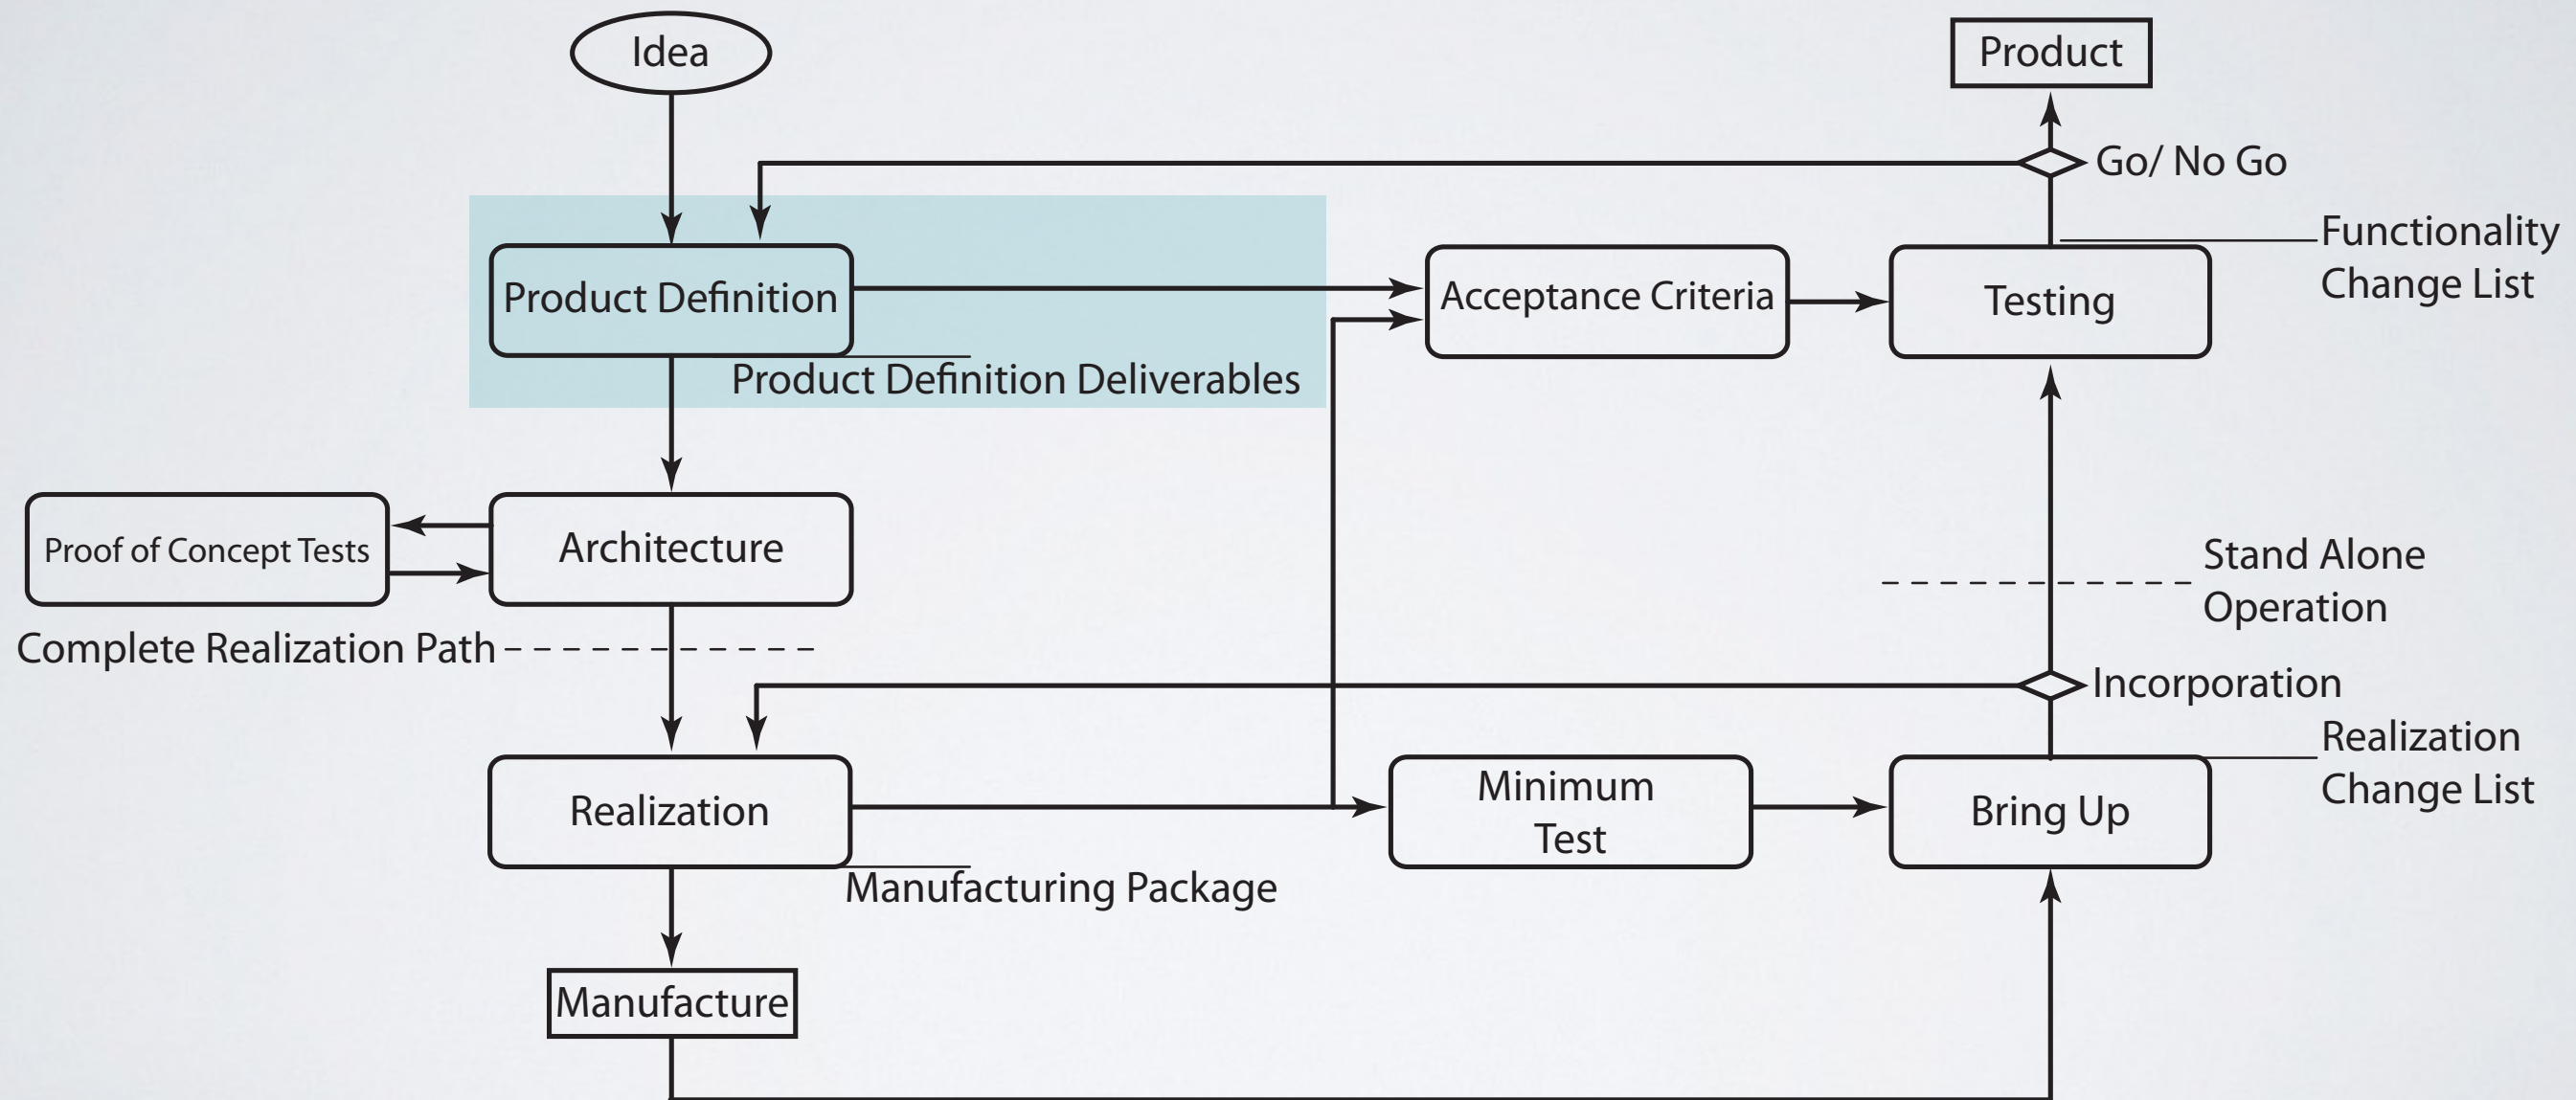 Idea
Product
Go/ No Go
Functionality
Change List
Product Definition
Acceptance Criteria
Testing
Product Definition Deliverables
Proof of Concept Tests
Architecture
Stand Alone
Operation
Complete Realization Path
Incorporation
Realization
Change List
Realization
Minimum
Test
Bring Up
Manufacturing Package
Manufacture